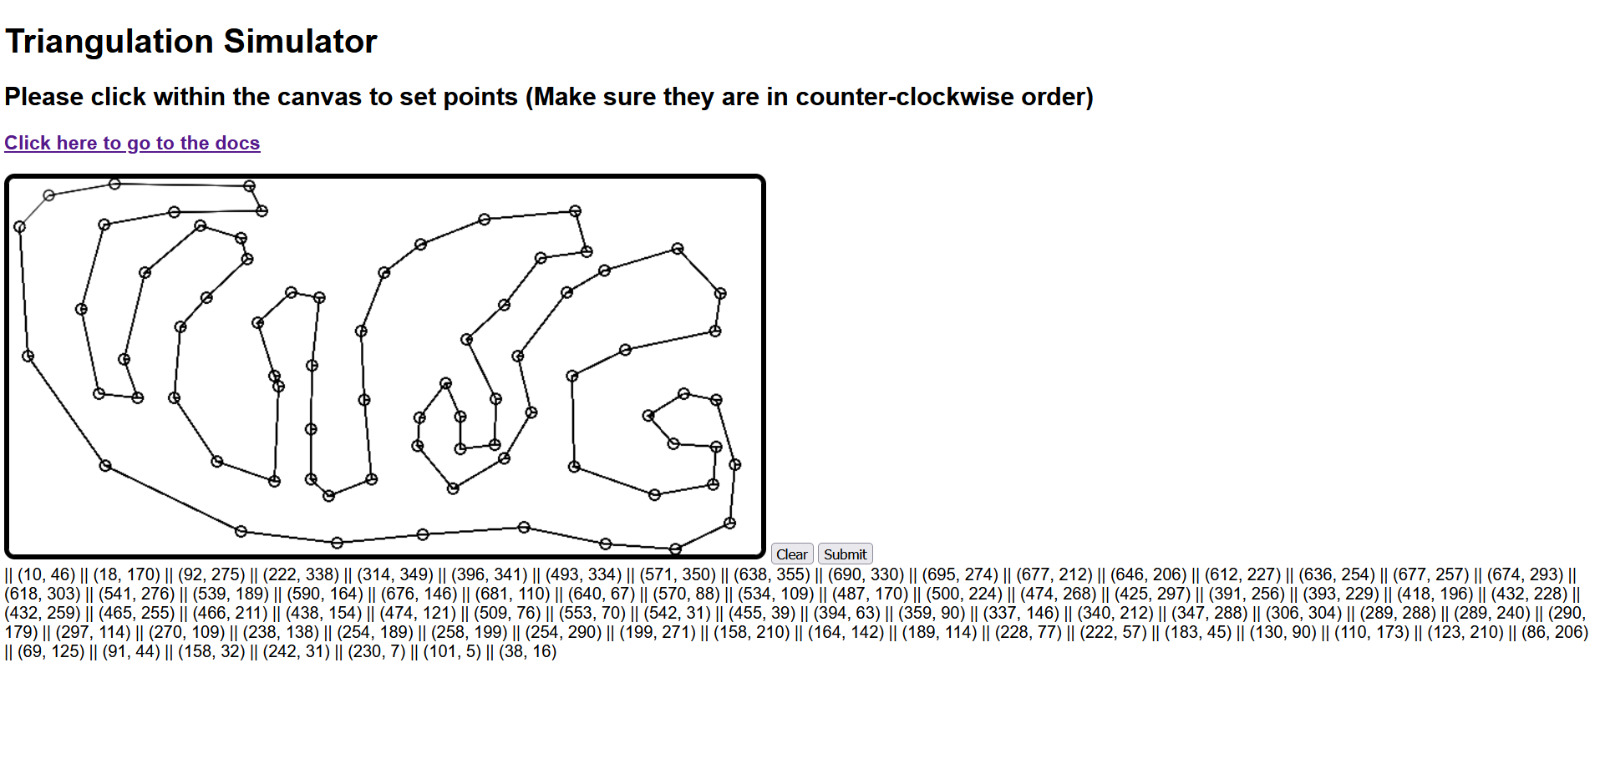 Triangulation Simulator
Please click within the canvas to set points (Make sure they are in counter-clockwise order)
Click here to go to the docs
Clear Submit
|| (10, 46) || (18, 170) || (92, 275) || (222, 338) || (314, 349) || (396, 341) || (493, 334) || (571, 350) || (638, 355) || (690, 330) || (695, 274) || (677, 212) || (646, 206) || (612, 227) || (636, 254) || (677, 257) || (674, 293) ||
(618, 303) || (541, 276) || (539, 189) || (590, 164) || (676, 146) || (681, 110) || (640, 67) || (570, 88) || (534, 109) || (487, 170) || (500, 224) || (474, 268) || (425, 297) || (391, 256) || (393, 229) || (418, 196) || (432, 228) ||
(432, 259) || (465, 255) || (466, 211) || (438, 154) || (474, 121) || (509, 76) || (553, 70) || (542, 31) || (455, 39) || (394, 63) || (359, 90) || (337, 146) || (340, 212) || (347, 288) || (306, 304) || (289, 288) || (289, 240) || (290,
179) || (297, 114) || (270, 109) || (238, 138) || (254, 189) || (258, 199) || (254, 290) || (199, 271) || (158, 210) || (164, 142) || (189, 114) || (228, 77) || (222, 57) || (183, 45) || (130, 90) || (110, 173) || (123, 210) || (86, 206)
|| (69, 125) || (91, 44) || (158, 32) || (242, 31) || (230, 7) || (101, 5) || (38, 16)